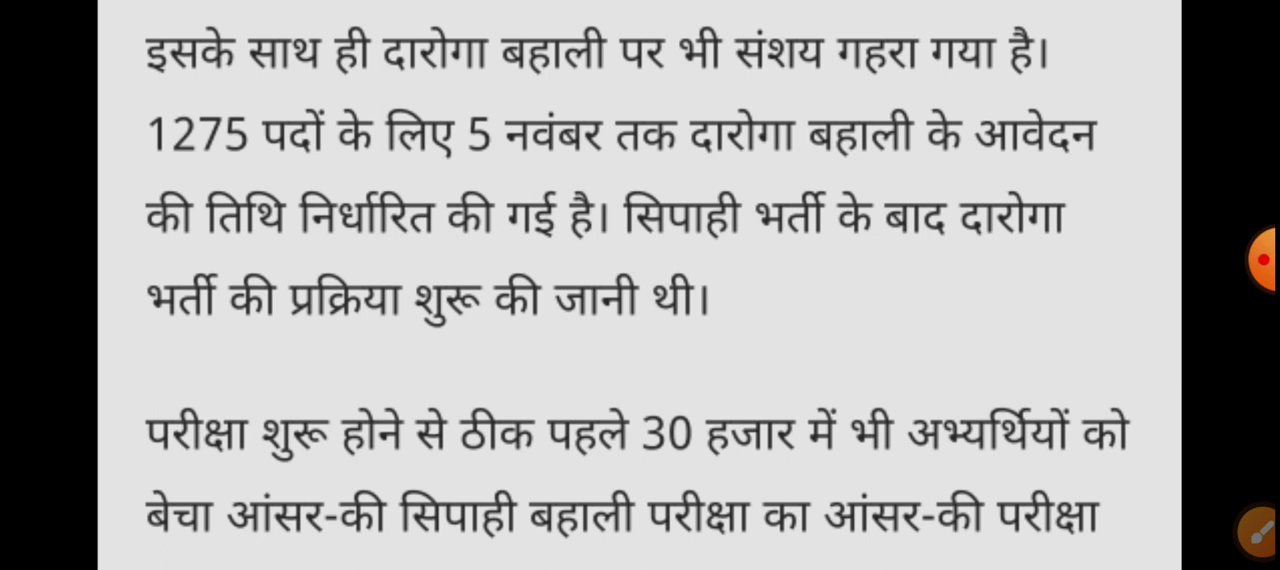 इसके साथ ही दारोगा बहाली पर भी संशय गहरा गया है।
1275 पदों के लिए 5 नवंबर तक दारोगा बहाली के आवेदन
की तिथि निर्धारित की गई है। सिपाही भर्ती के बाद दारोगा
भर्ती की प्रक्रिया शुरू की जानी थी।
परीक्षा शुरू होने से ठीक पहले 30 हजार में भी अभ्यर्थियों को
बेचा आंसर-की सिपाही बहाली परीक्षा का आंसर-की परीक्षा